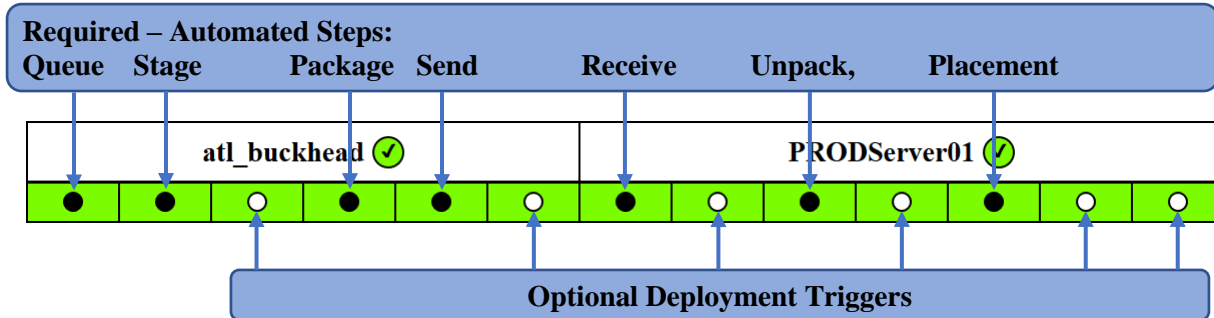 Required – Automated Steps:
Queue Stage Package Send Receive Unpack, Placement
atl_buckhead PRODServer01
Optional Deployment Triggers